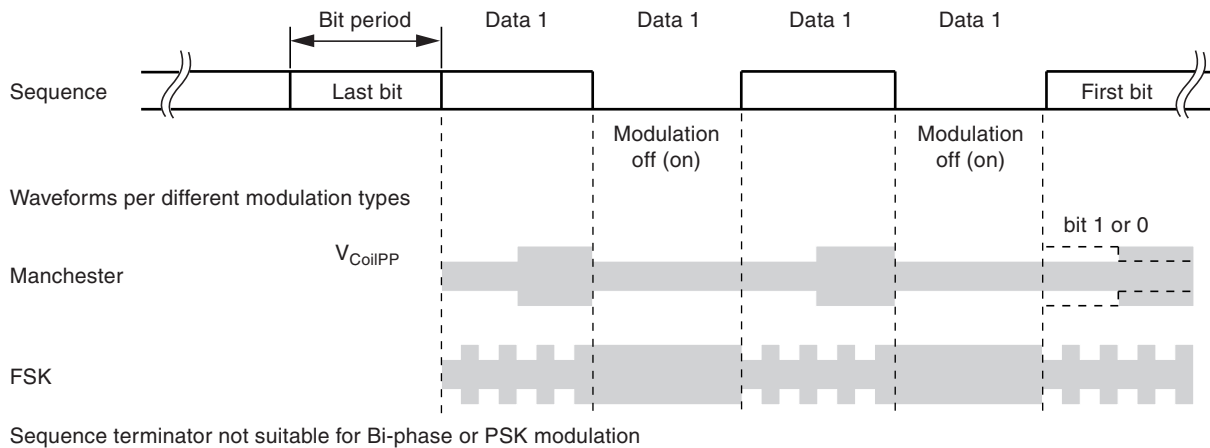 Bit period Data 1 Data 1 Data 1 Data 1
Sequence Last bit First bit
Modulation off (on) Modulation off (on)
Waveforms per different modulation types
bit 1 or 0
VCoilPP
Manchester
FSK
Sequence terminator not suitable for Bi-phase or PSK modulation